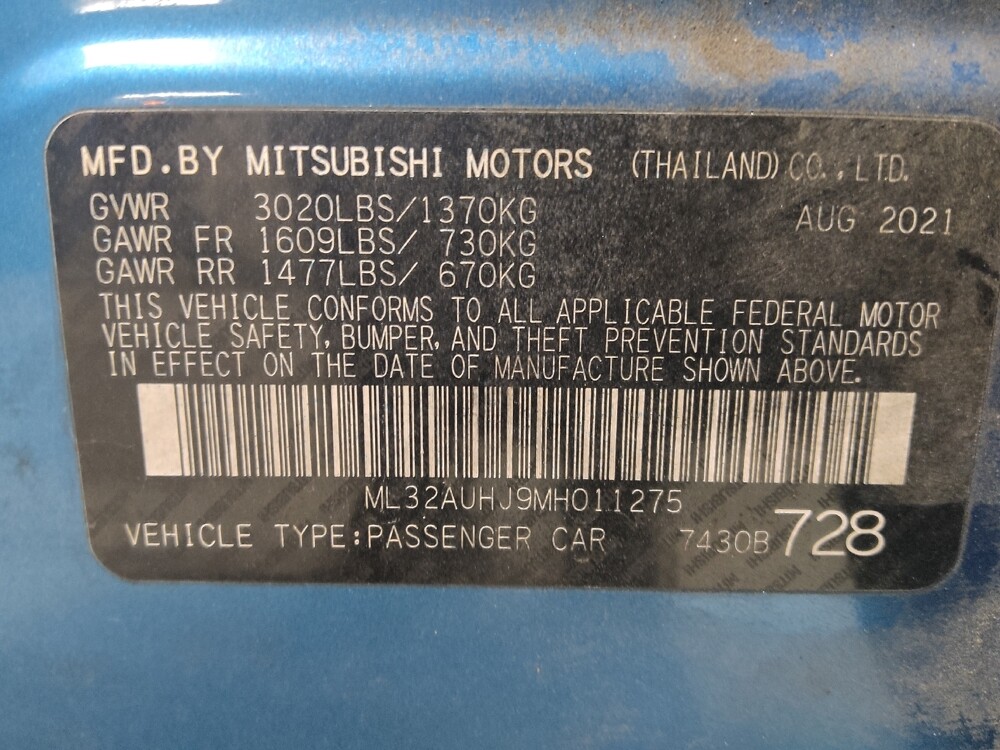 MFD.BY MITSUBISHI MOTORS (THAILAND) CO., LTD.
GVWR 3020LBS/1370KG AUG 2021
GAWR FR 1609LBS/ 730KG
GAWR RR 1477LBS/ 670KG
THIS VEHICLE CONFORMS TO ALL APPLICABLE FEDERAL MOTOR
VEHICLE SAFETY, BUMPER, AND THEFT PREVENTION STANDARDS
IN EFFECT ON THE DATE OF MANUFACTURE SHOWN ABOVE.
ML32AUHJ9MH011275
VEHICLE TYPE:PASSENGER CAR 7430B728